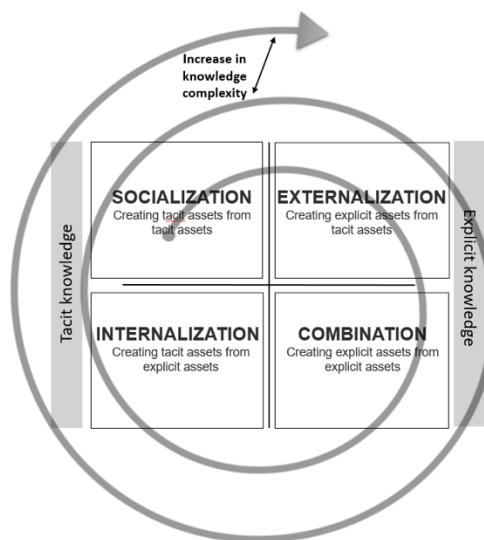 Increase in
knowledge
complexity
Tacit knowledge
SOCIALIZATION
Creating tacit assets from
tacit assets
EXTERNALIZATION
Creating explicit assets from
tacit assets
Explicit knowledge
INTERNALIZATION
Creating tacit assets from
explicit assets
COMBINATION
Creating explicit assets from
explicit assets